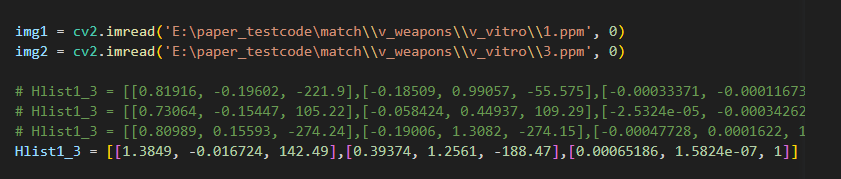 img1 = cv2.imread('E:\paper_testcode\match\\v_weapons\\v_vitro\\1.ppm', 0)
img2 = cv2.imread('E:\paper_testcode\match\\v_weapons\\v_vitro\\3.ppm', 0)
# Hlist1_3 = [[0.81916, -0.19602, -221.9],[-0.18509, 0.99057, -55.575],[-0.00033371, -0.00011673
# Hlist1_3 = [[0.73064, -0.15447, 105.22],[-0.058424, 0.44937, 109.29],[-2.5324e-05, -0.00034262
# Hlist1_3 = [[0.80989, 0.15593, -274.24],[-0.19006, 1.3082, -274.15],[-0.00047728, 0.0001622, 1
Hlist1_3 = [[1.3849, -0.016724, 142.49],[0.39374, 1.2561, -188.47],[0.00065186, 1.5824e-07, 1]]